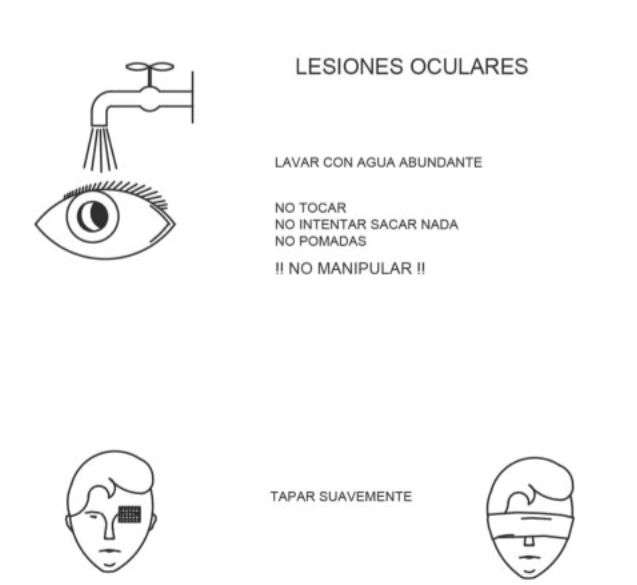 LESIONES OCULARES
LAVAR CON AGUA ABUNDANTE
NO TOCAR
NO INTENTAR SACAR NADA
NO POMADAS
!! NO MANIPULAR !!
TAPAR SUAVEMENTE